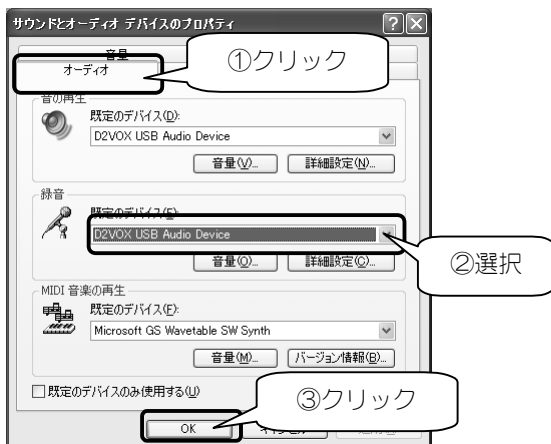 サウンドとオーディオ デバイスのプロパティ
音量
オーディオ
①クリック
音の再生
既定のデバイス(D):
D2VOX USB Audio Device
音量(V)...
詳細設定(N)...
録音
既定のデバイス(E):
D2VOX USB Audio Device
②選択
音量(O)...
詳細設定(C)...
MIDI 音楽の再生
既定のデバイス(F):
Microsoft GS Wavetable SW Synth
音量(M)...
バージョン情報(B)...
既定のデバイスのみ使用する(U)
③クリック
OK